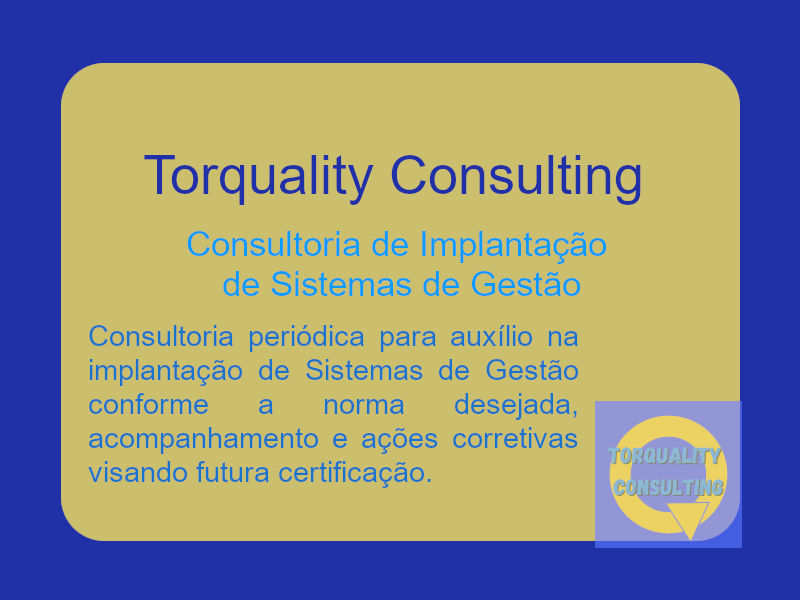 Torquality Consulting
Consultoria de Implantação
de Sistemas de Gestão
Consultoria periódica para auxílio na
implantação de Sistemas de Gestão
conforme a norma desejada,
acompanhamento e ações corretivas
visando futura certificação.
TORQUALITY
CONSULTING